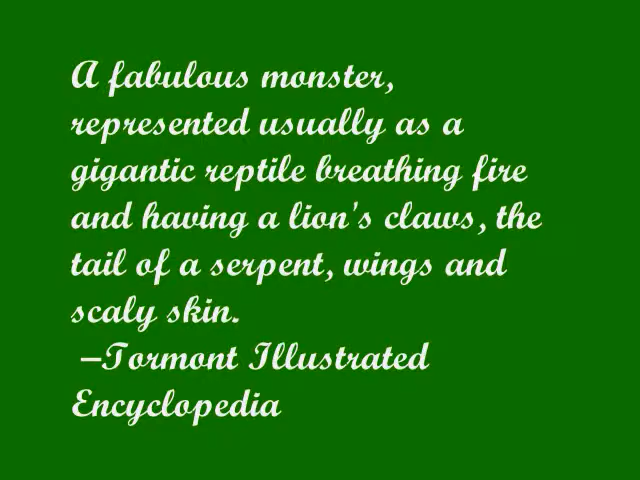 A fabulous monster,
represented usually as a
gigantic reptile breathing fire
and having a lion's claws, the
tail of a serpent, wings and
scaly skin.
–Tormont Illustrated
Encyclopedia